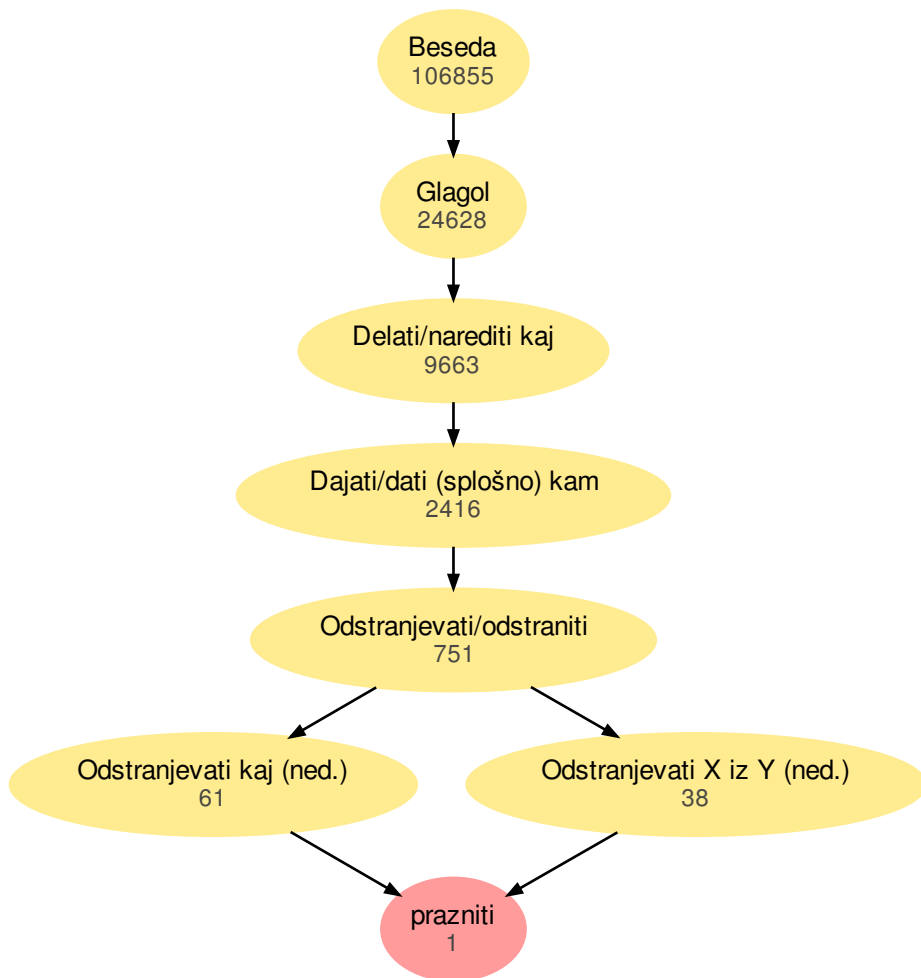 Beseda
106855
Glagol
24628
Delati/narediti kaj
9663
Dajati/dati (splošno) kam
2416
Odstranjevati/odstraniti
751
Odstranjevati kaj (ned.)
61
Odstranjevati X iz Y (ned.)
38
prazniti
1